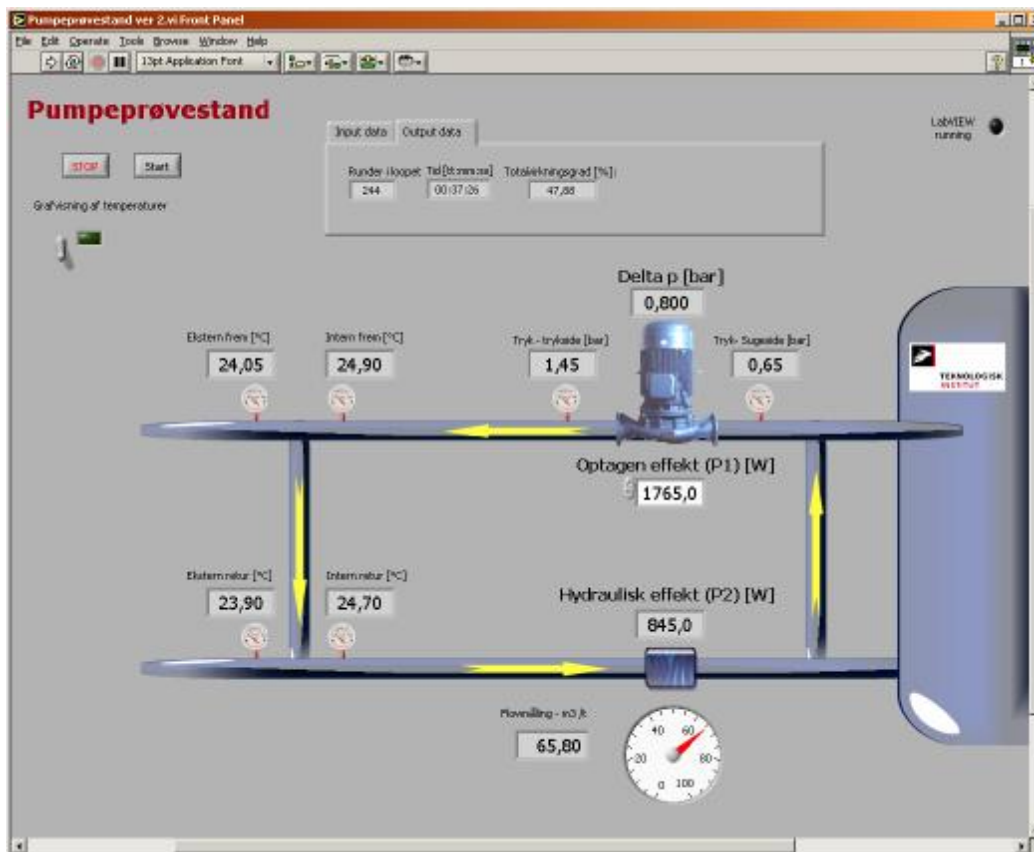 Pumpeprøvestand ver 2.vi Front Panel
File Edit Operate Tools Browse Window Help
13pt Application Font
Pumpeprøvestand
STOP Start
Grafvisning af temperaturer
Input data Output data
Runder i loopet Tid [tt:mm:ss] Totalvirkningsgrad [%]:
244 00:37:26 47,88
LabVIEW
running
Delta p [bar]
0,800
Ekstern frem [°C] Intern frem [°C] Tryk - trykside [bar] Tryk- Sugeside [bar]
24,05 24,90 1,45 0,65
TEKNOLOGISK
INSTITUT
Optagen effekt (P1) [W]
1765,0
Ekstern retur [°C] Intern retur [°C]
23,90 24,70
Hydraulisk effekt (P2) [W]
845,0
Flowmåling - m3/t
65,80
0 20 40 60 80 100